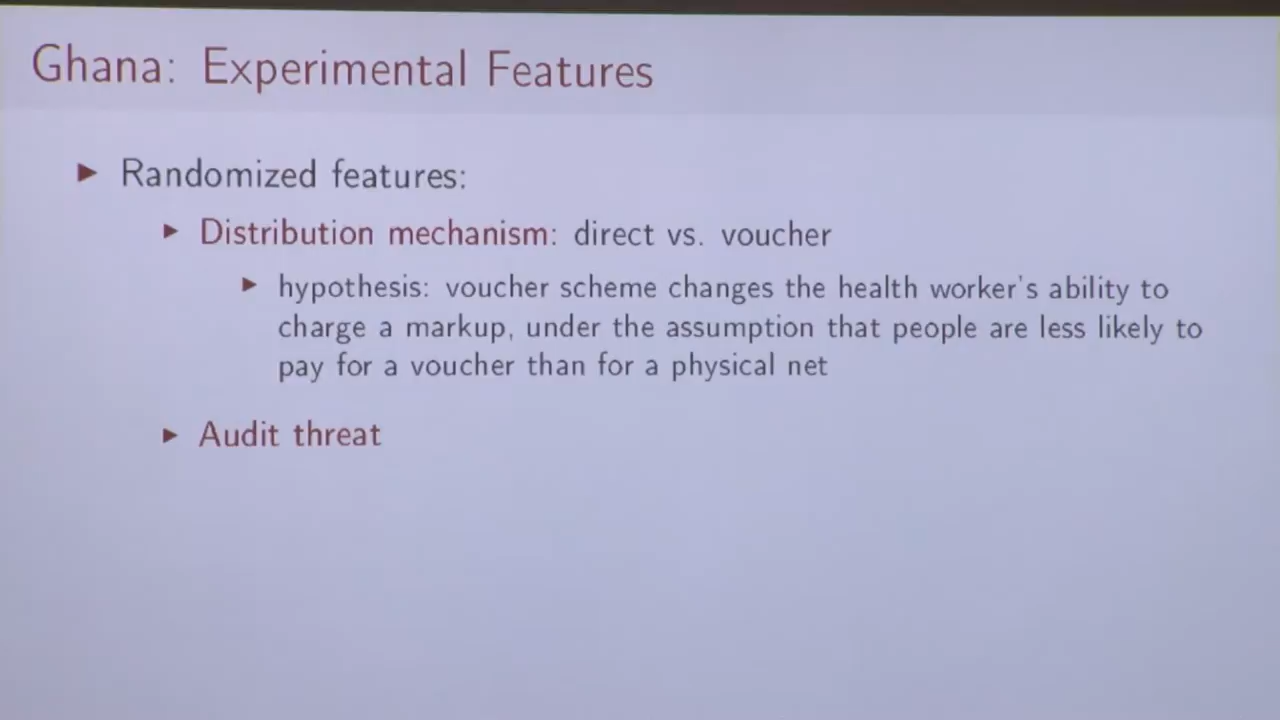 Ghana: Experimental Features
Randomized features:
Distribution mechanism: direct vs. voucher
hypothesis: voucher scheme changes the health worker's ability to
charge a markup, under the assumption that people are less likely to
pay for a voucher than for a physical net
Audit threat